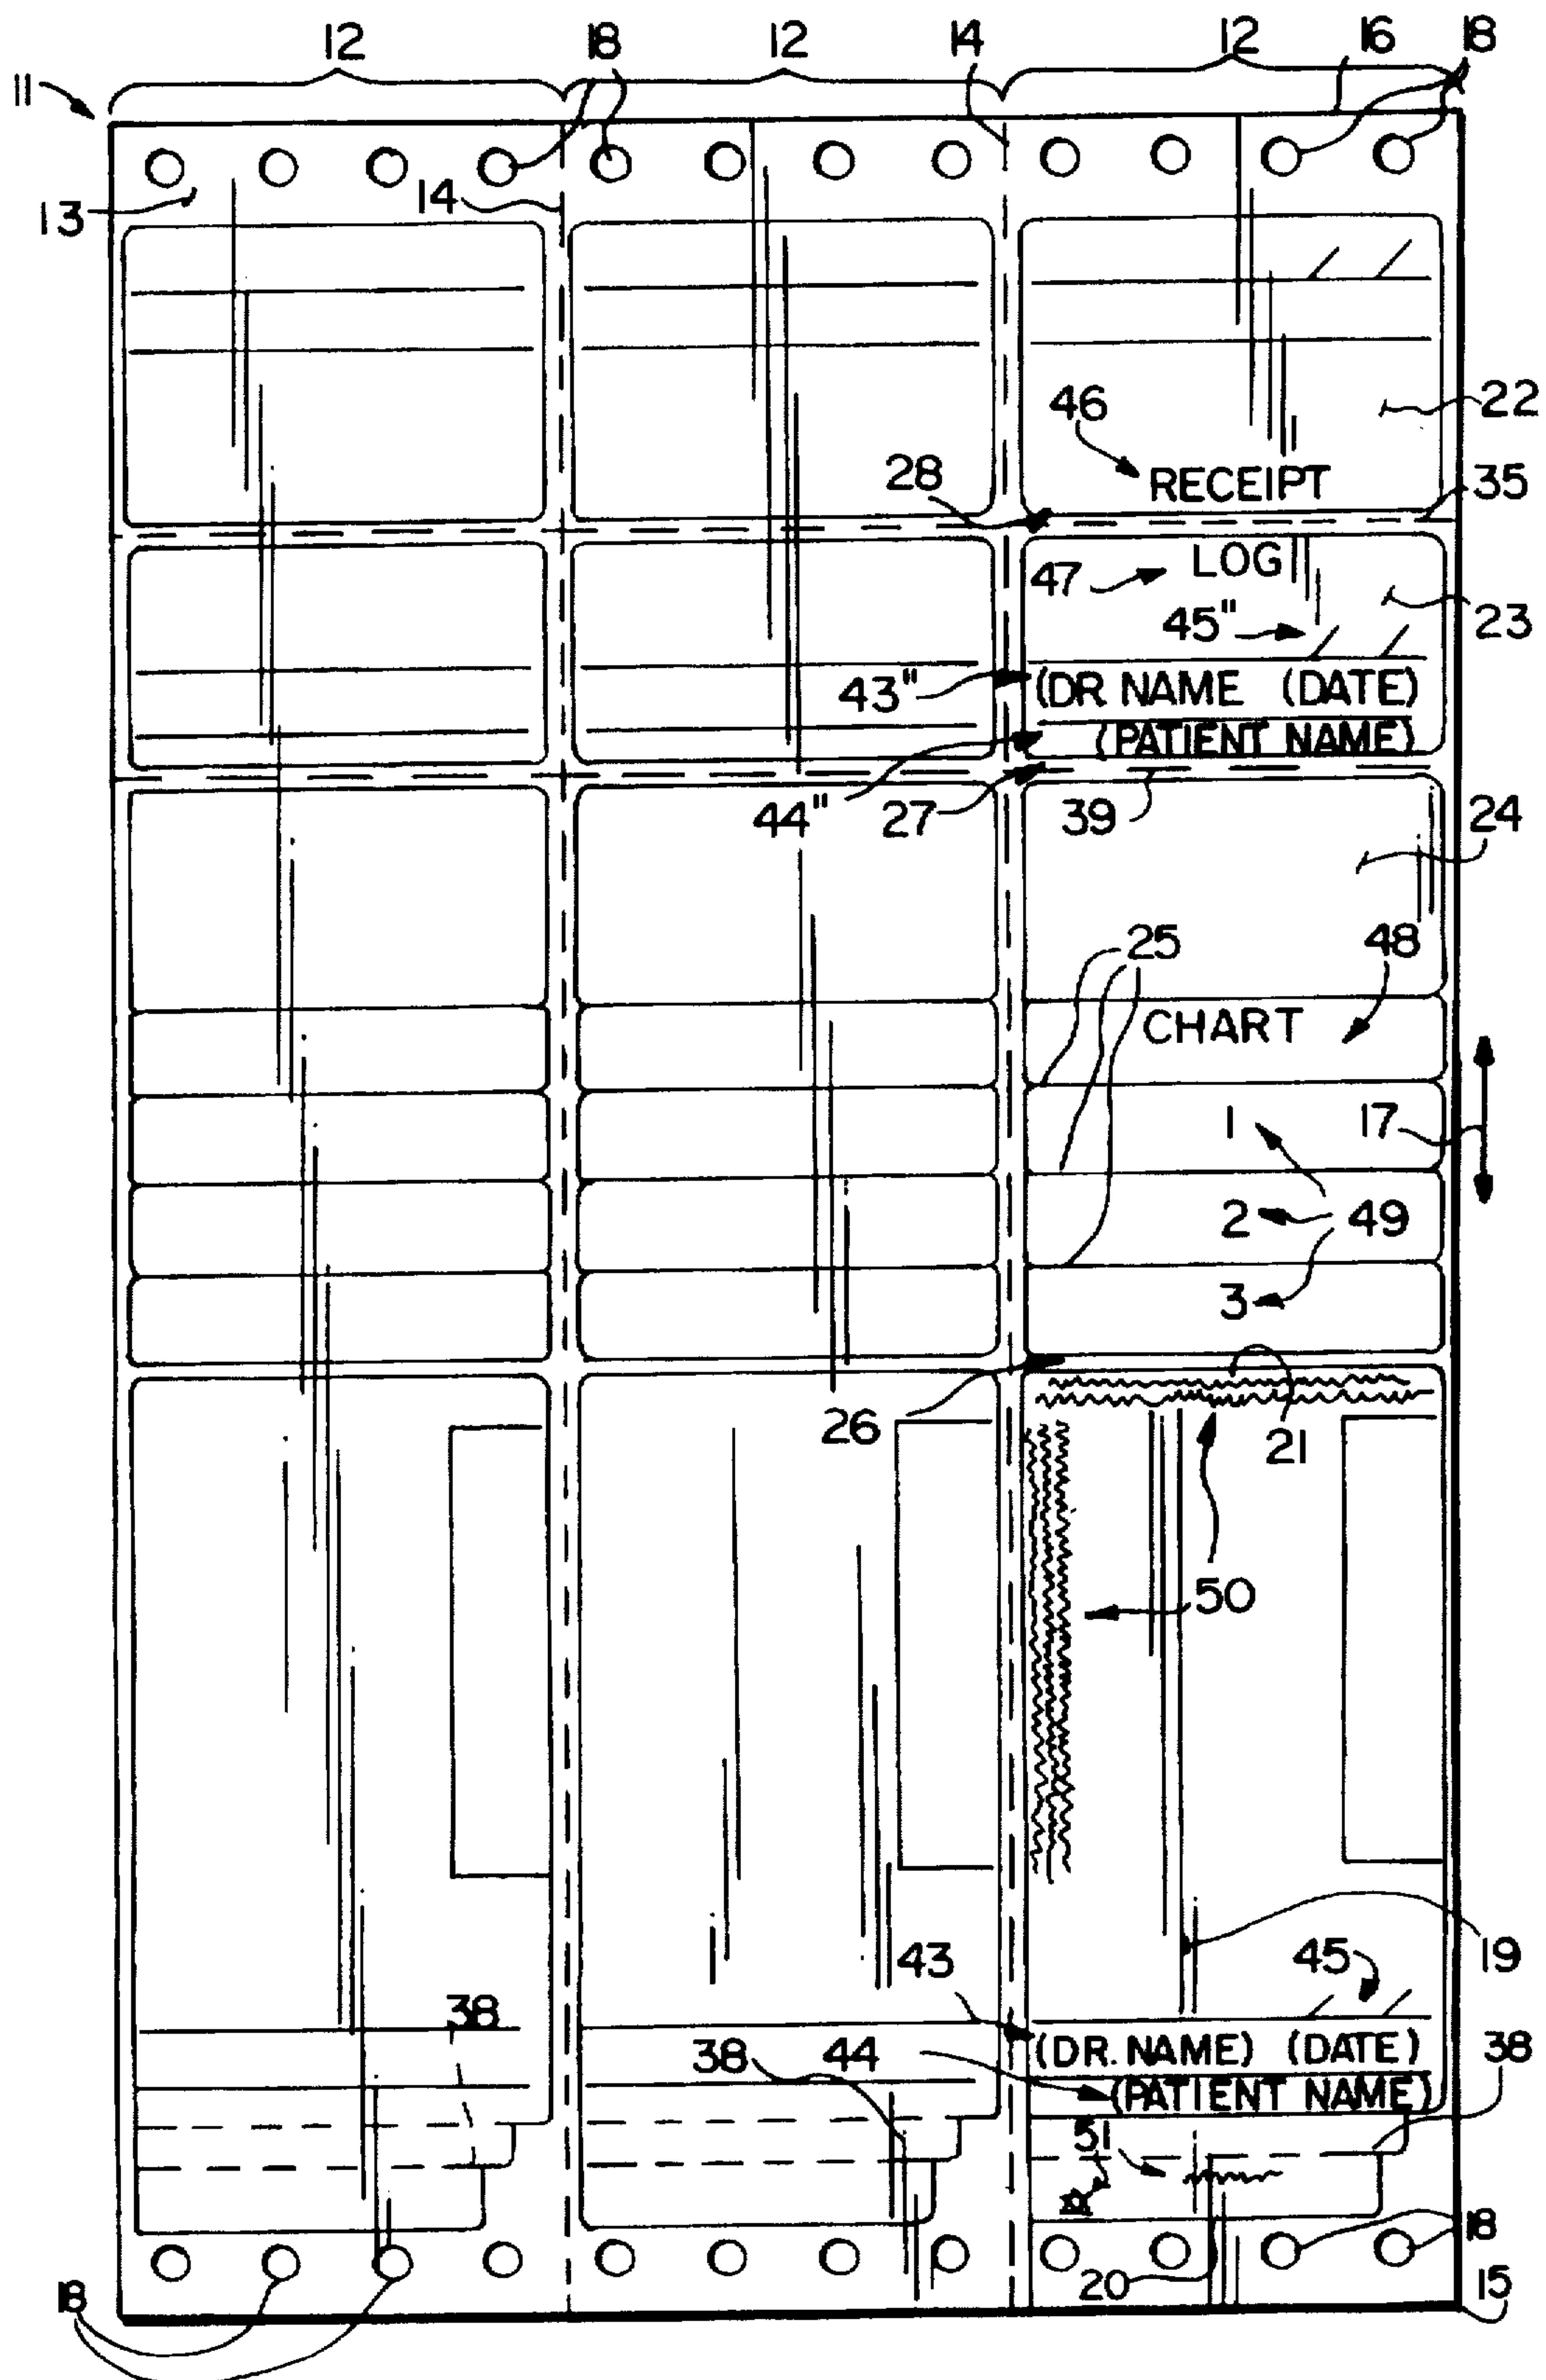 12 18 12 14 12 16 18
11
13 14
22
46
28 RECEIPT 35
47 LOG
45" 23
43" (DR. NAME (DATE)
(PATIENT NAME)
44" 27 39 24
25 48
CHART
1 17
2 49
3
26 21
50
43 45 19
38 (DR. NAME) (DATE) 38
38 44 (PATIENT NAME)
51
18
18 20 15